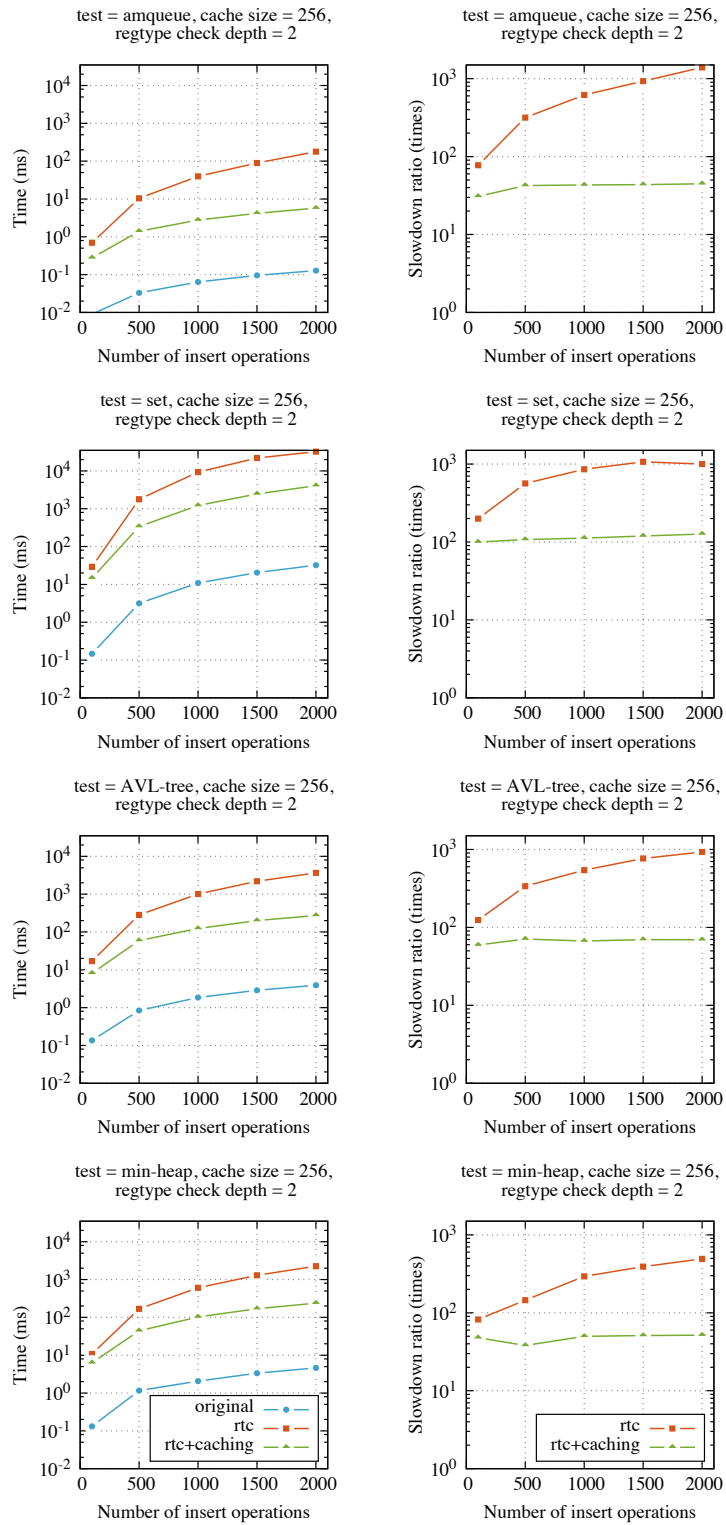 test = amqueue, cache size = 256,
regtype check depth = 2
Time (ms)
10^4
10^3
10^2
10^1
10^0
10^-1
10^-2
0 500 1000 1500 2000
Number of insert operations
test = amqueue, cache size = 256,
regtype check depth = 2
Slowdown ratio (times)
10^3
10^2
10^1
10^0
0 500 1000 1500 2000
Number of insert operations
test = set, cache size = 256,
regtype check depth = 2
Time (ms)
10^4
10^3
10^2
10^1
10^0
10^-1
10^-2
0 500 1000 1500 2000
Number of insert operations
test = set, cache size = 256,
regtype check depth = 2
Slowdown ratio (times)
10^3
10^2
10^1
10^0
0 500 1000 1500 2000
Number of insert operations
test = AVL-tree, cache size = 256,
regtype check depth = 2
Time (ms)
10^4
10^3
10^2
10^1
10^0
10^-1
10^-2
0 500 1000 1500 2000
Number of insert operations
test = AVL-tree, cache size = 256,
regtype check depth = 2
Slowdown ratio (times)
10^3
10^2
10^1
10^0
0 500 1000 1500 2000
Number of insert operations
test = min-heap, cache size = 256,
regtype check depth = 2
Time (ms)
10^4
10^3
10^2
10^1
10^0
10^-1
10^-2
original
rtc
rtc+caching
0 500 1000 1500 2000
Number of insert operations
test = min-heap, cache size = 256,
regtype check depth = 2
Slowdown ratio (times)
10^3
10^2
10^1
10^0
rtc
rtc+caching
0 500 1000 1500 2000
Number of insert operations